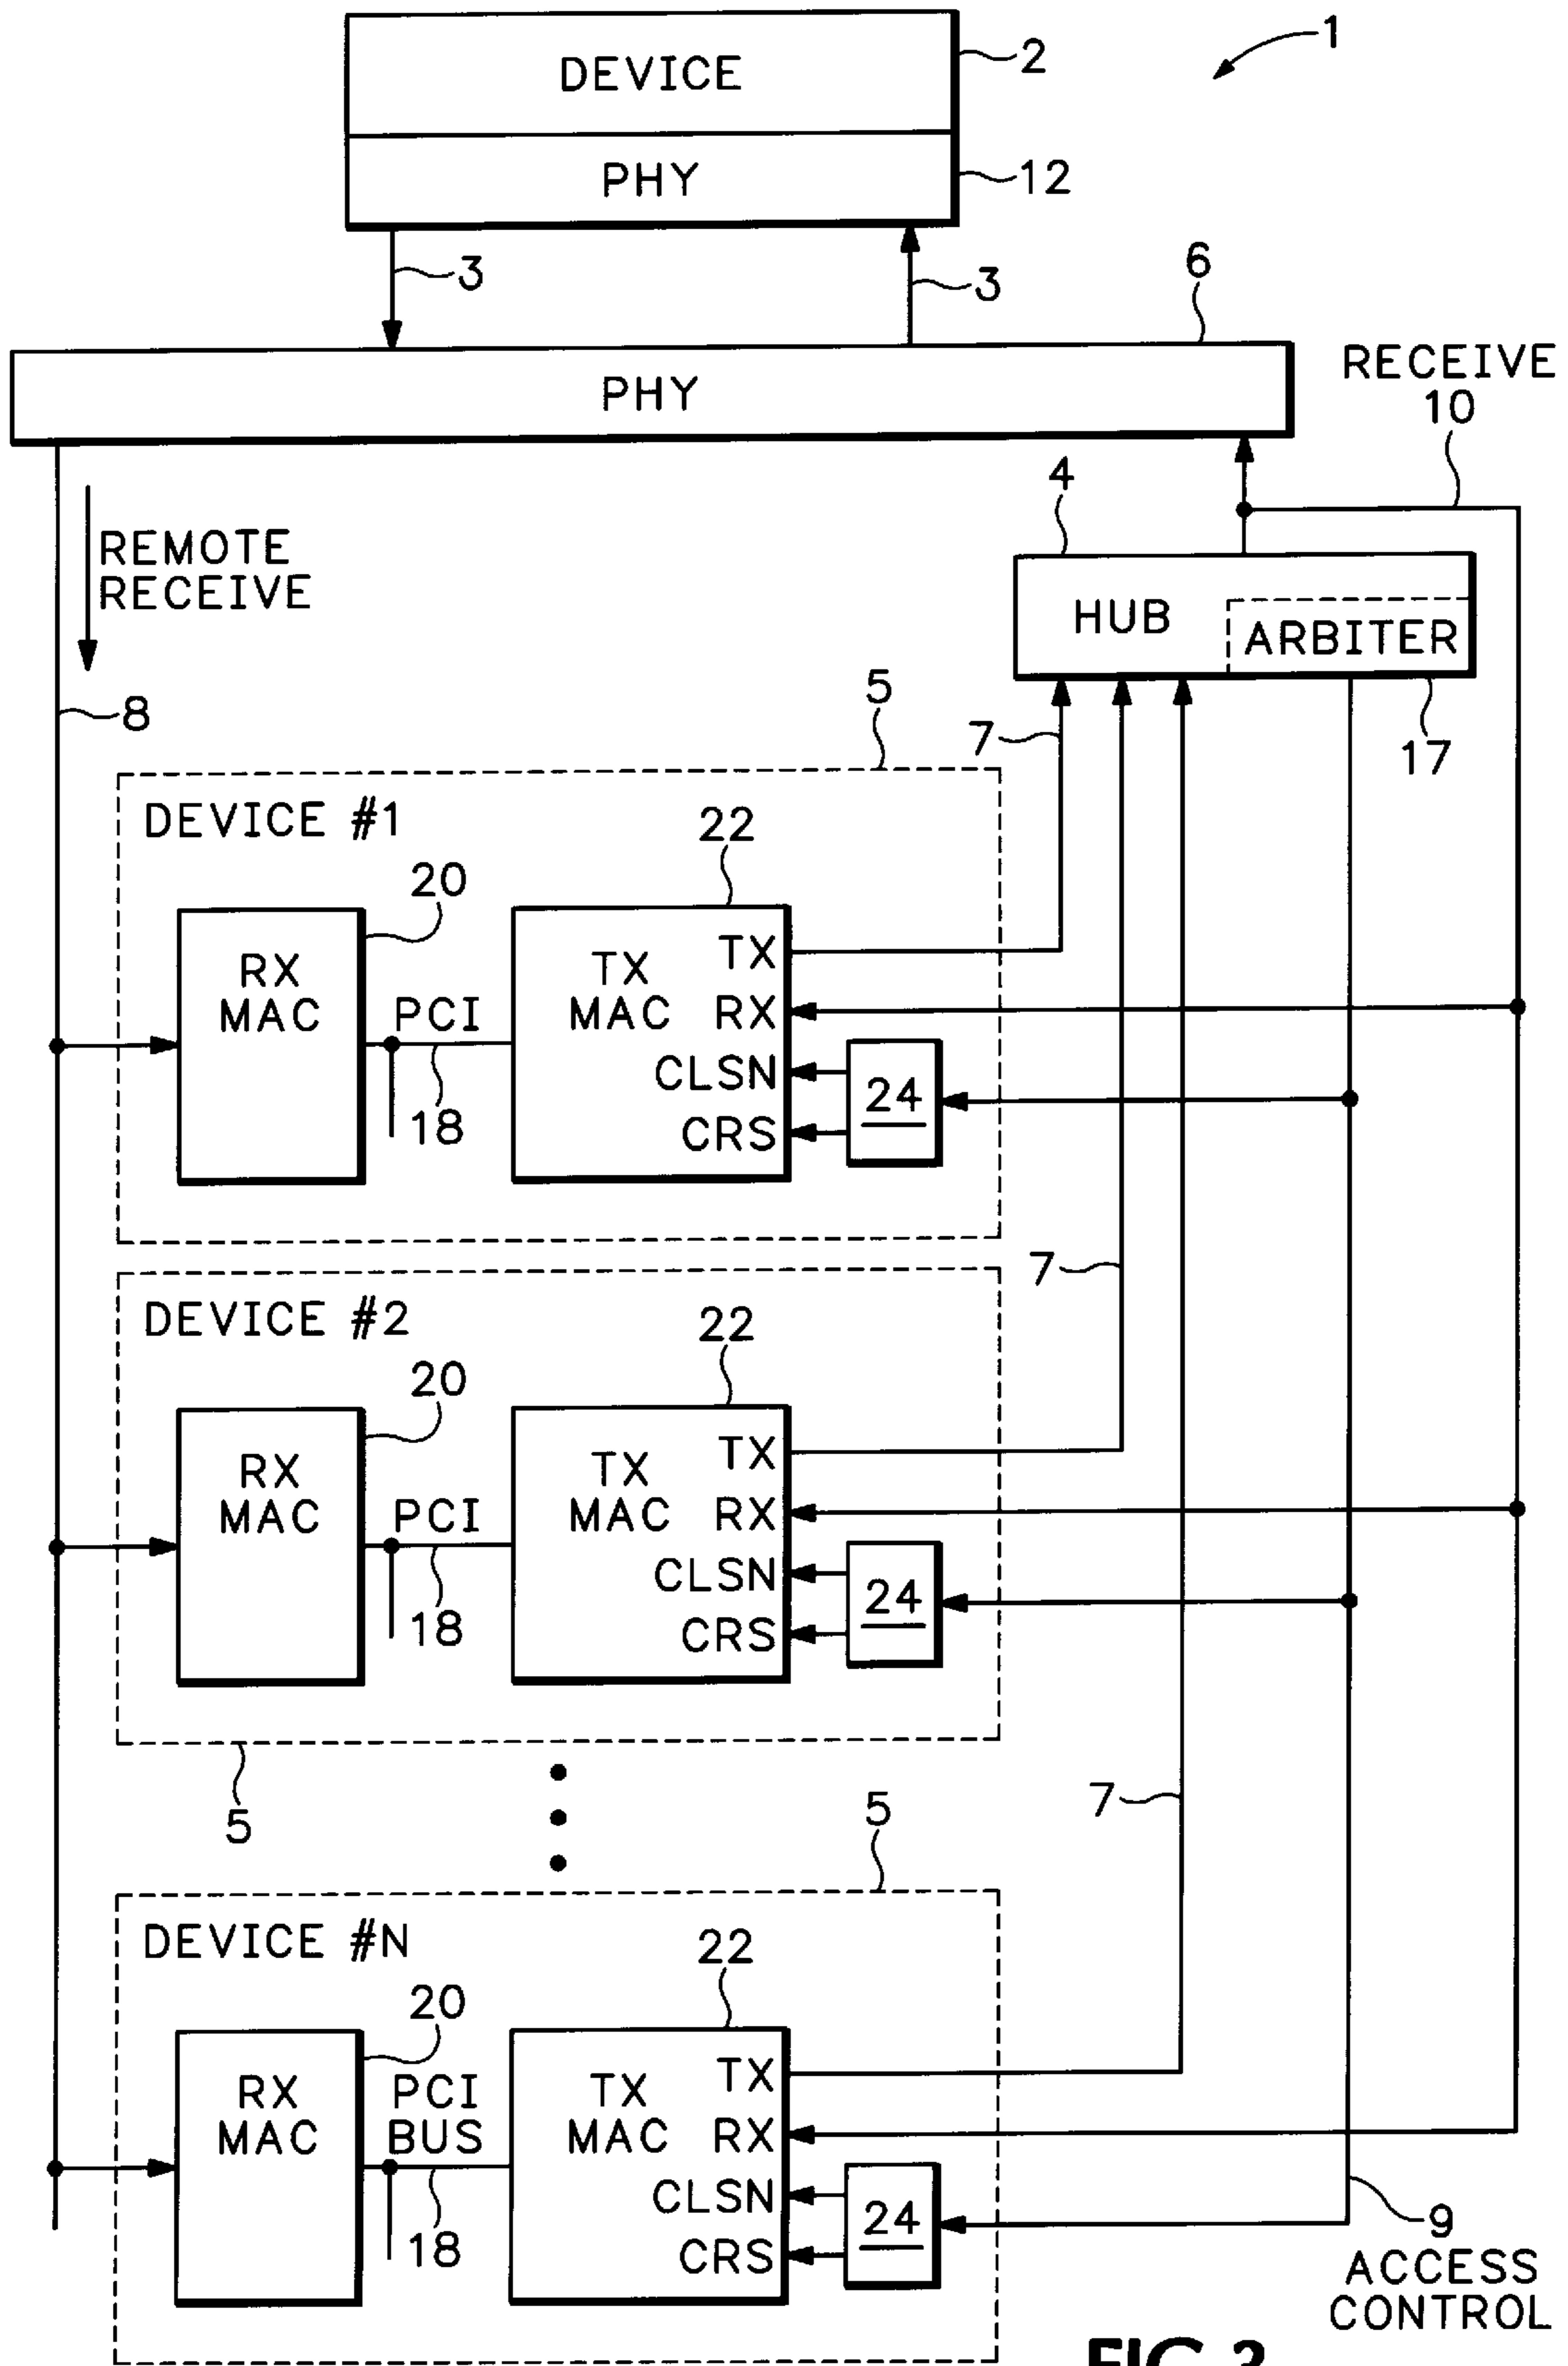 1
DEVICE
2
PHY
12
3
3
6
PHY
RECEIVE
10
4
REMOTE
RECEIVE
HUB
ARBITER
8
5
7
17
DEVICE #1
22
20
RX
MAC
PCI
18
TX
MAC
TX
RX
CLSN
CRS
24
7
DEVICE #2
22
20
RX
MAC
PCI
18
TX
MAC
TX
RX
CLSN
CRS
24
5
5
7
DEVICE #N
22
20
RX
MAC
PCI
BUS
18
TX
MAC
TX
RX
CLSN
CRS
24
9
ACCESS
CONTROL